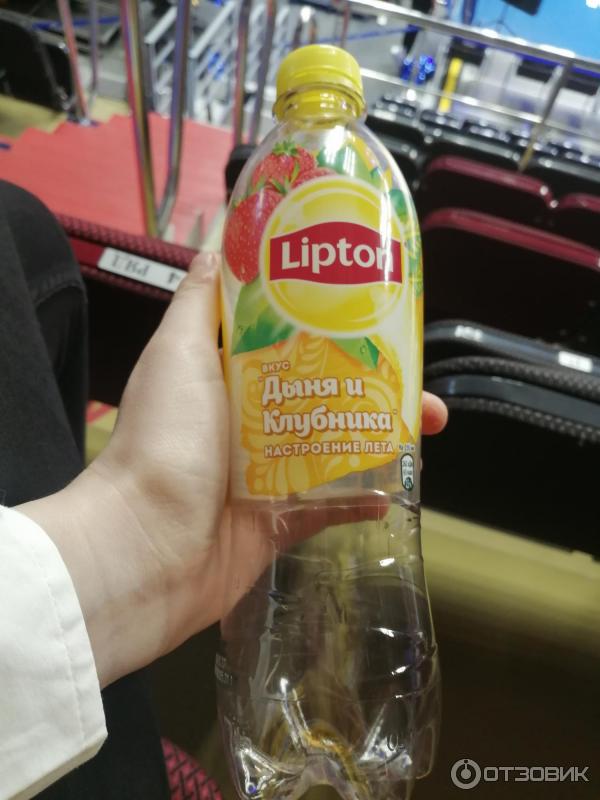 Lipton
ВКУС
"Дыня и
Клубника"
НАСТРОЕНИЕ ЛЕТА
ОТЗОВИК